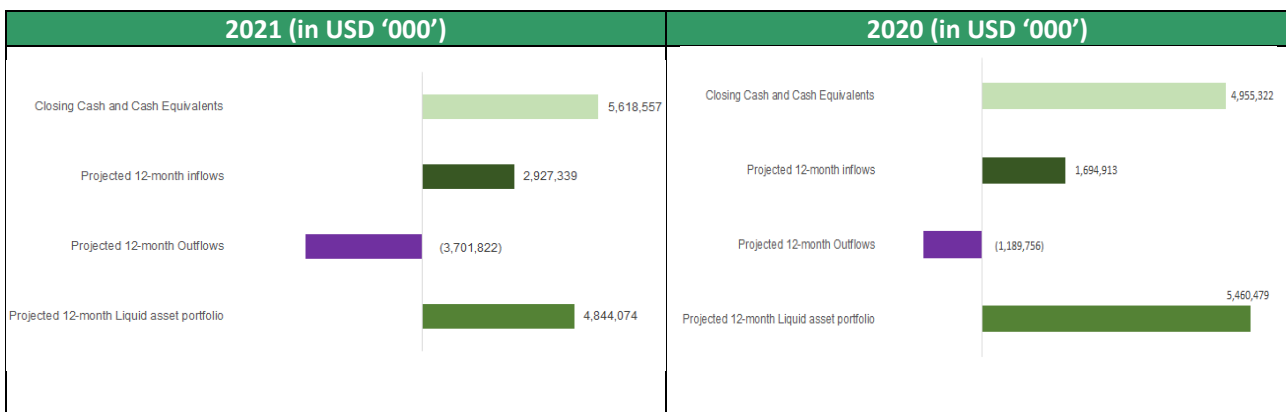 2021 (in USD ‘000’)
Closing Cash and Cash Equivalents 5,618,557
Projected 12-month inflows 2,927,339
Projected 12-month Outflows (3,701,822)
Projected 12-month Liquid asset portfolio 4,844,074
2020 (in USD ‘000’)
Closing Cash and Cash Equivalents 4,955,322
Projected 12-month inflows 1,694,913
Projected 12-month Outflows (1,189,756)
5,460,479
Projected 12-month Liquid asset portfolio